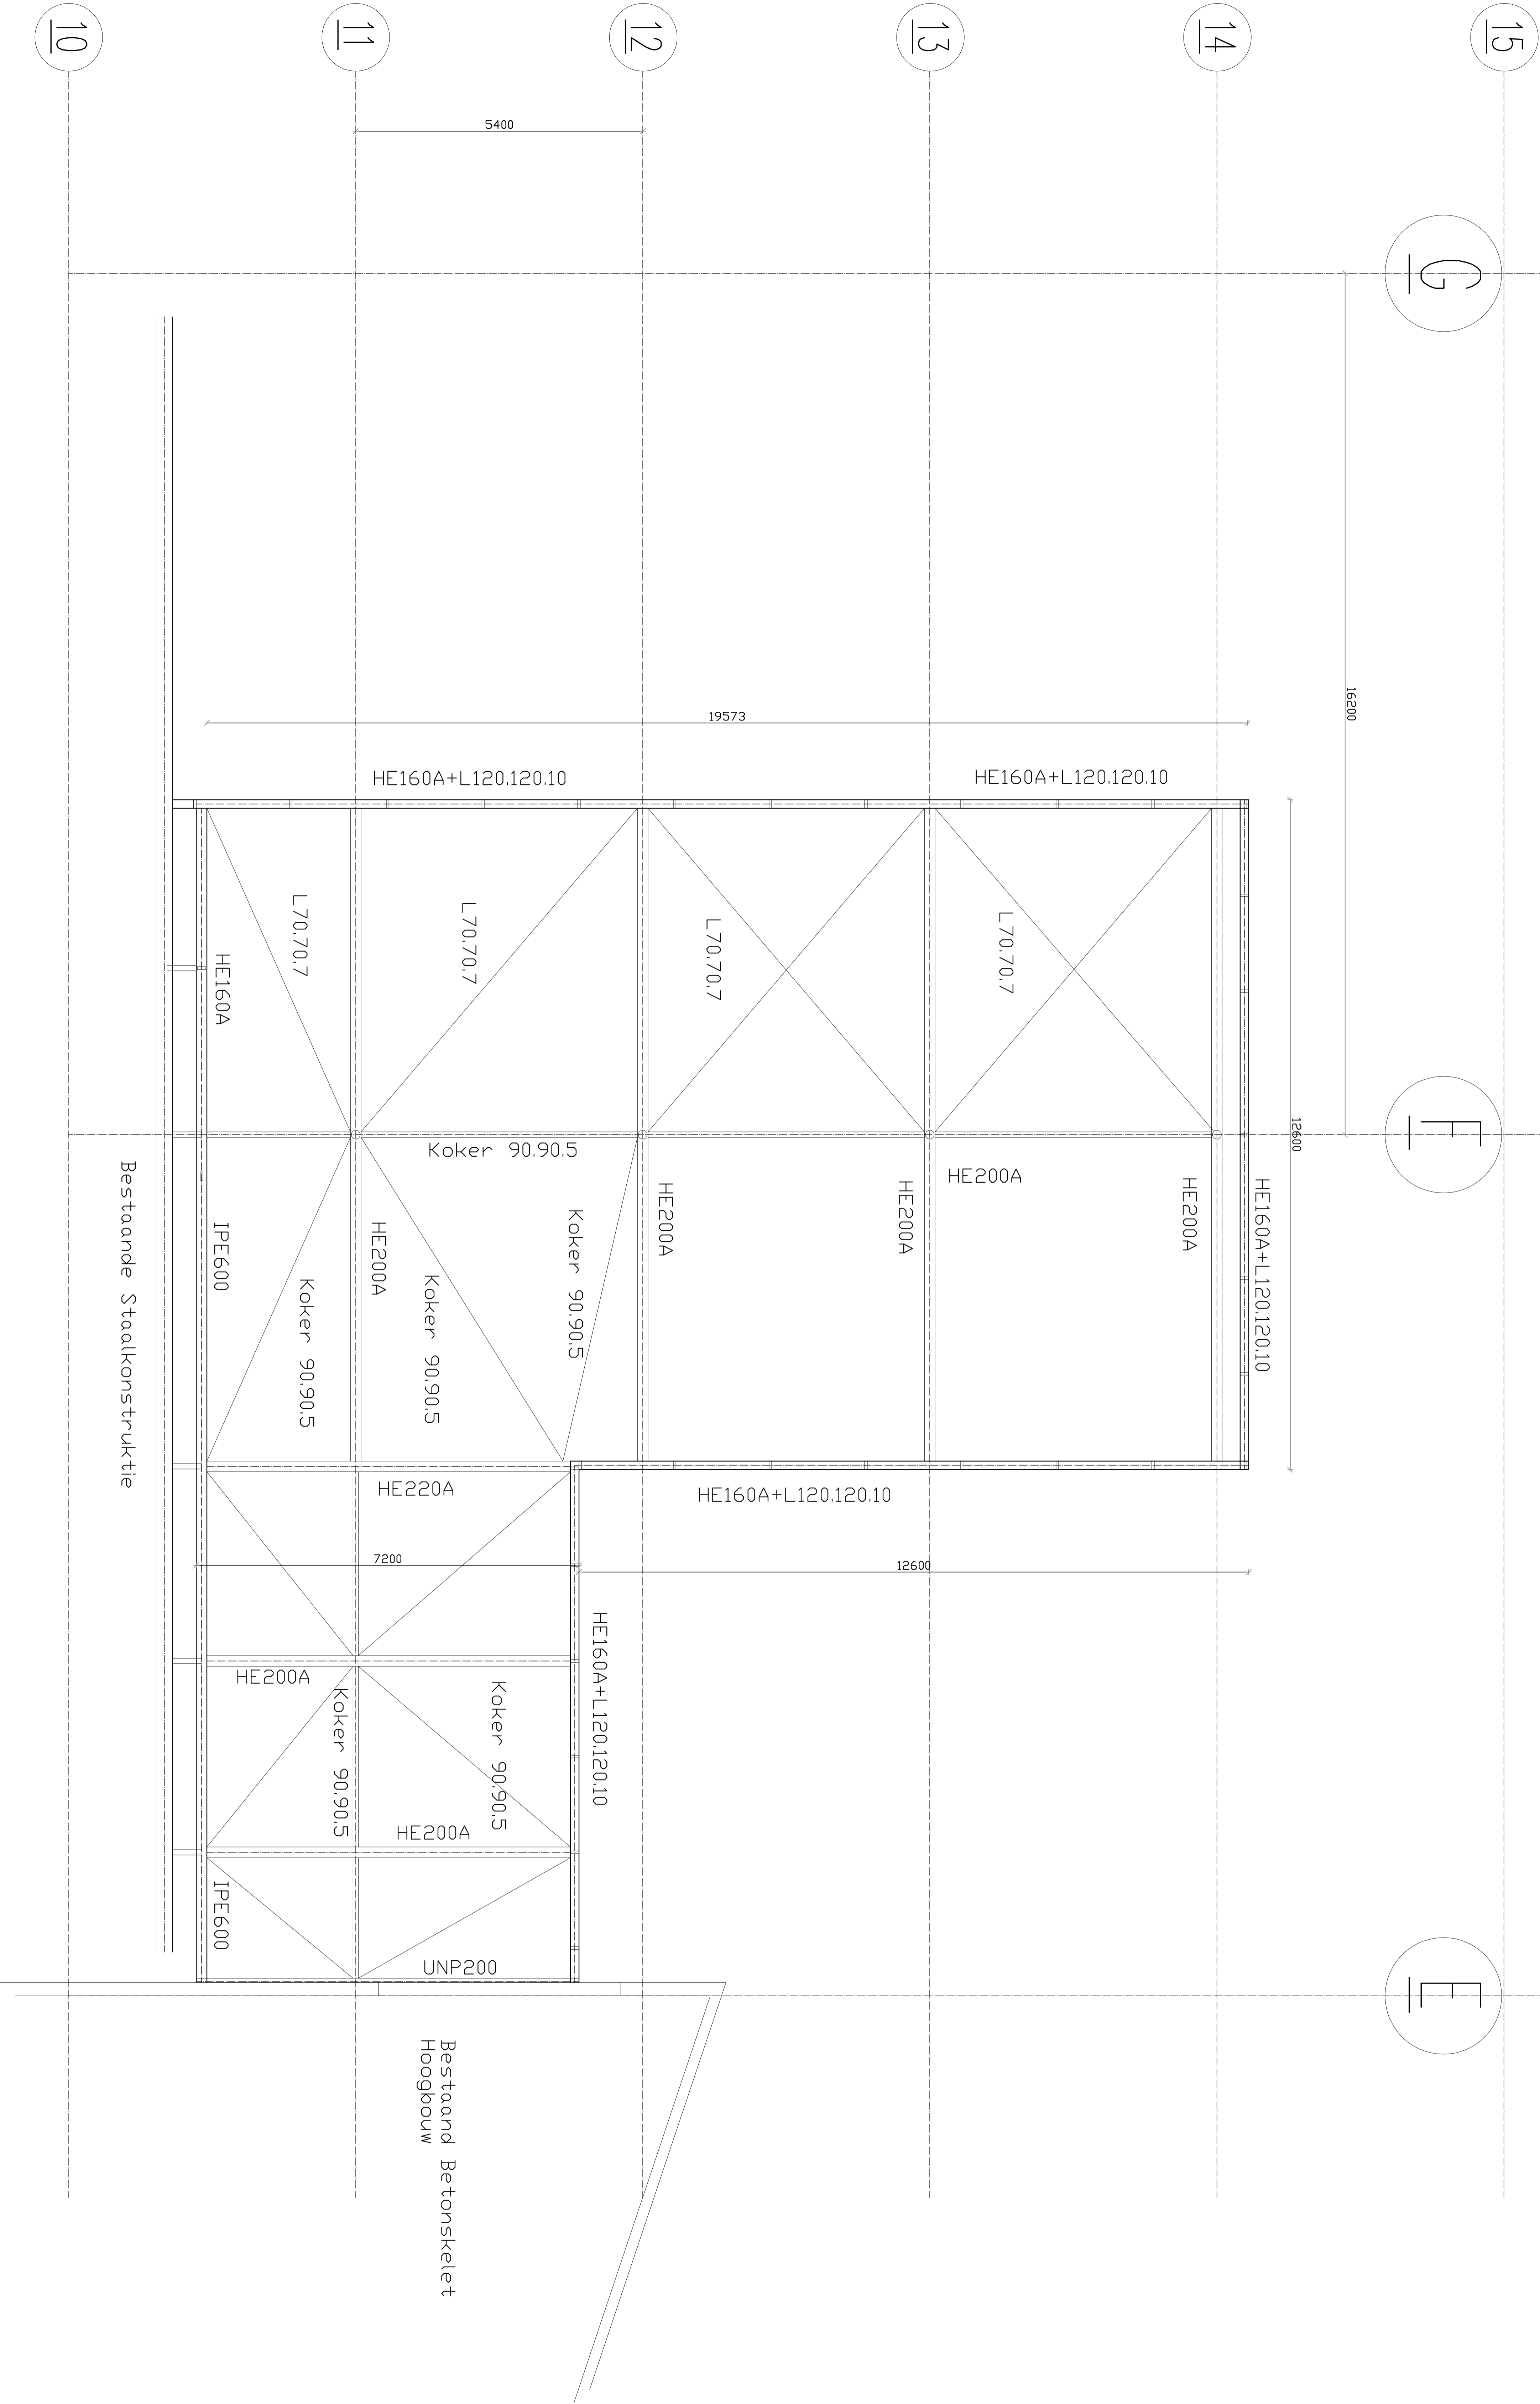 10
11
12
13
14
15
5400
G
16200
19573
HE160A+L120.120.10
HE160A+L120.120.10
L70.70.7
L70.70.7
L70.70.7
L70.70.7
HE160A
F
12600
Koker 90.90.5
HE200A
HE160A+L120.120.10
HE200A
HE200A
HE200A
HE200A
IPE600
Koker 90.90.5
Koker 90.90.5
Koker 90.90.5
Bestaande Staalkonstruktie
HE220A
HE160A+L120.120.10
7200
12600
HE160A+L120.120.10
HE200A
Koker 90.90.5
Koker 90.90.5
HE200A
IPE600
UNP200
E
Bestaand Betonskelet
Hoogbouw